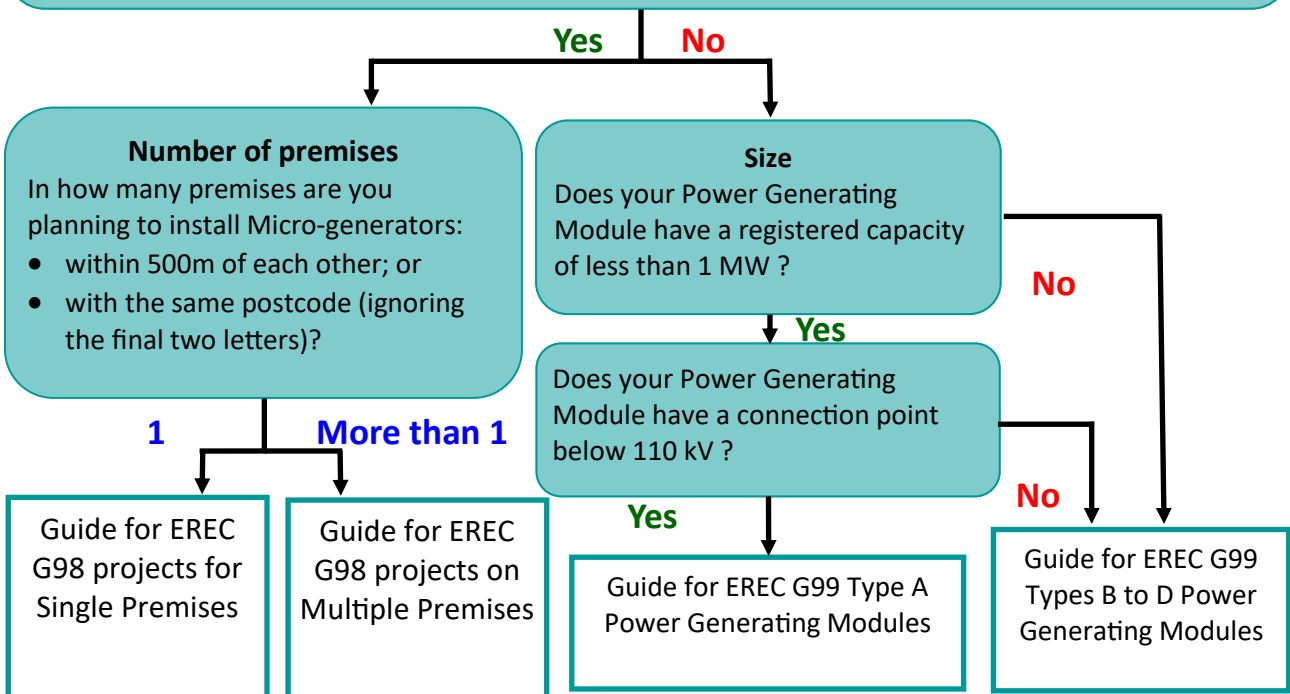 Yes
No
Number of premises
In how many premises are you
planning to install Micro-generators:
• within 500m of each other; or
• with the same postcode (ignoring
the final two letters)?
Size
Does your Power Generating
Module have a registered capacity
of less than 1 MW ?
No
Yes
Does your Power Generating
Module have a connection point
below 110 kV ?
1
More than 1
Yes
No
Guide for EREC
G98 projects for
Single Premises
Guide for EREC
G98 projects on
Multiple Premises
Guide for EREC G99 Type A
Power Generating Modules
Guide for EREC G99
Types B to D Power
Generating Modules